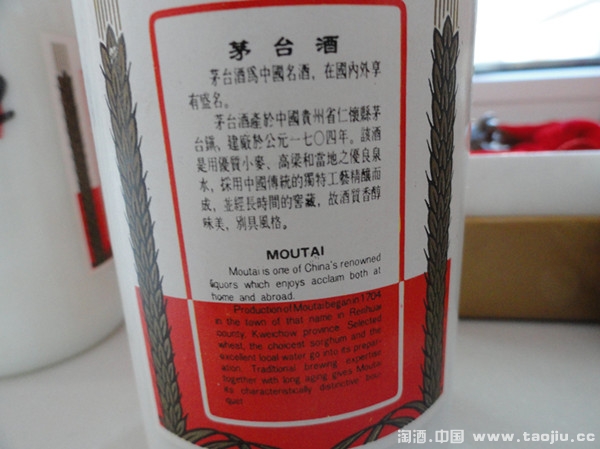 茅台酒
茅台酒爲中國名酒，在國內外享
有盛名。
茅台酒產於中國貴州省仁懷縣茅
台鎮，建廠於公元一七〇四年。該酒
是用優質小麥、高梁和當地之優良泉
水，採用中國傳統的獨特工藝精釀而
成，並經長時間的窖藏，故酒質香醇
味美，別具風格。
MOUTAI
Moutai is one of China's renowned
liquors which enjoys acclaim both at
home and abroad.
Production of Moutai began in 1704
in the town of that name in Renhuai
county, Kweichow province. Selected
wheat, the choicest sorghum and the
excellent local water go into its prepar-
ation. Traditional brewing expertise
together with long aging gives Moutai
its characteristically distinctive bou-
quet
淘酒.中国 www.taojiu.cc